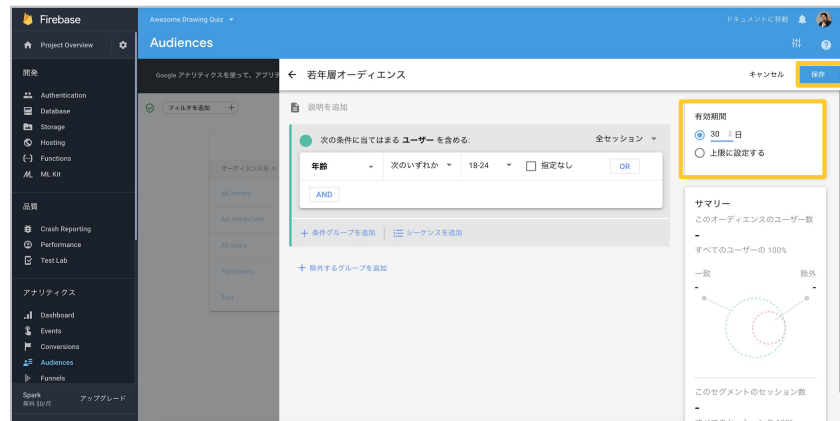 Firebase
Project Overview
開発
Authentication
Database
Storage
Hosting
Functions
ML Kit
品質
Crash Reporting
Performance
Test Lab
アナリティクス
Dashboard
Events
Conversions
Audiences
Funnels
Spark
無料 $0/月
アップグレード
Awesome Drawing Quiz
ドキュメントに移動
Audiences
Google アナリティクスを使って、アプリ
フィルタを追加
オーディエンス名
ad_reward
Ad_reward test
All Users
Purchasers
Test
若年層オーディエンス
キャンセル
保存
説明を追加
次の条件に当てはまる ユーザー を含める:
全セッション
年齢
次のいずれか
18-24
指定なし
OR
AND
+ 条件グループを追加
シーケンスを追加
+ 除外するグループを追加
有効期間
30 日
上限に設定する
サマリー
このオーディエンスのユーザー数
-
すべてのユーザーの 100%
一致 除外
- -
このセグメントのセッション数
-